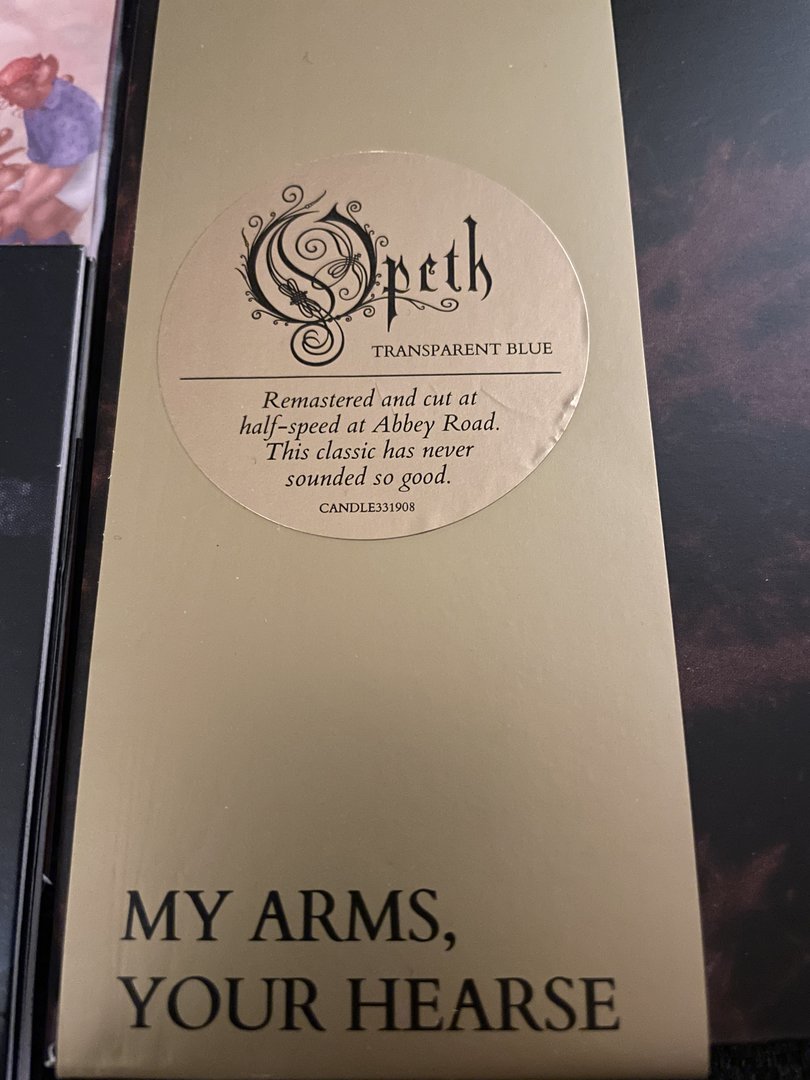 Opeth
TRANSPARENT BLUE
Remastered and cut at
half-speed at Abbey Road.
This classic has never
sounded so good.
CANDLE331908
MY ARMS,
YOUR HEARSE